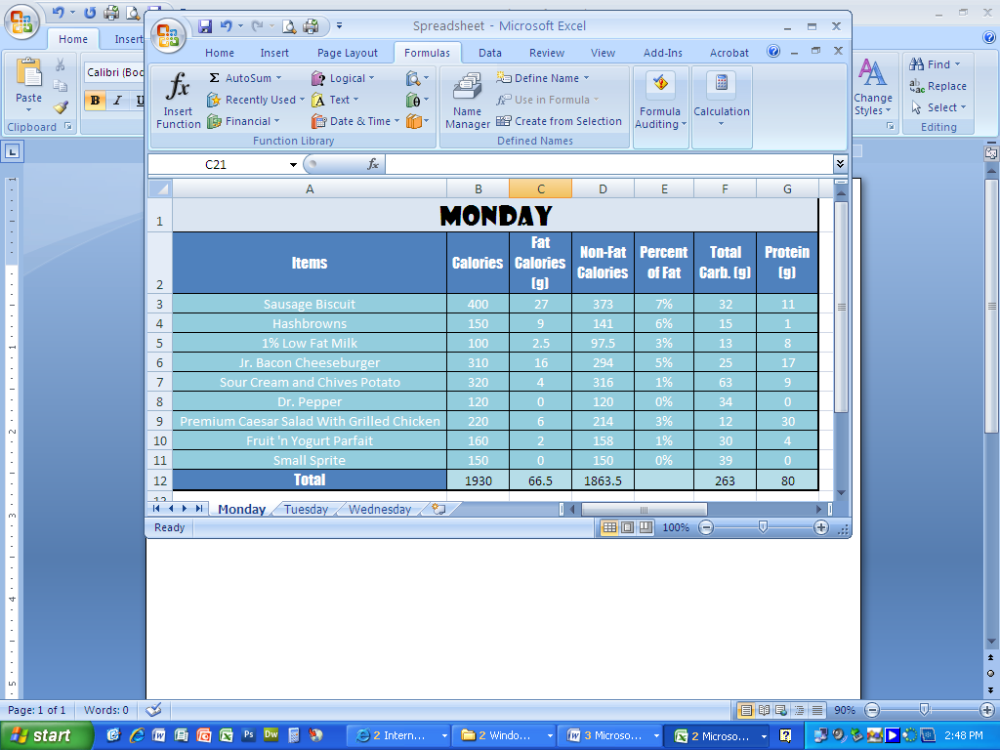 Spreadsheet - Microsoft Excel
Home Insert
Home Insert Page Layout Formulas Data Review View Add-Ins Acrobat
Paste
Clipboard
Calibri (Boc
B I U
fx
Insert Function
Σ AutoSum
Recently Used
Financial
Logical
Text
Date & Time
θ
Function Library
Name Manager
Define Name
Use in Formula
Create from Selection
Defined Names
Formula Auditing
Calculation
Change Styles
Find
Replace
Select
Editing
C21 fx
A B C D E F G
1 MONDAY
2 Items Calories Fat Calories (g) Non-Fat Calories Percent of Fat Total Carb. (g) Protein (g)
3 Sausage Biscuit 400 27 373 7% 32 11
4 Hashbrowns 150 9 141 6% 15 1
5 1% Low Fat Milk 100 2.5 97.5 3% 13 8
6 Jr. Bacon Cheeseburger 310 16 294 5% 25 17
7 Sour Cream and Chives Potato 320 4 316 1% 63 9
8 Dr. Pepper 120 0 120 0% 34 0
9 Premium Caesar Salad With Grilled Chicken 220 6 214 3% 12 30
10 Fruit 'n Yogurt Parfait 160 2 158 1% 30 4
11 Small Sprite 150 0 150 0% 39 0
12 Total 1930 66.5 1863.5 263 80
Monday Tuesday Wednesday
Ready 100%
Page: 1 of 1 Words: 0 90%
start Ps Dw 2 Intern... 2 Windo... 3 Microso... 2 Microso... 2:48 PM